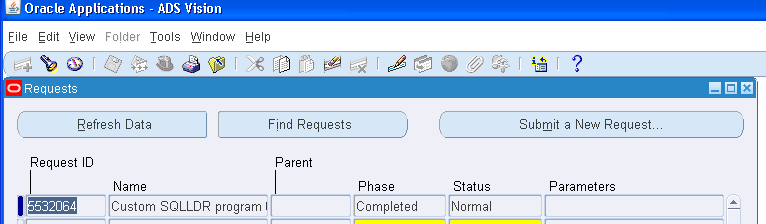 Oracle Applications - ADS Vision
File Edit View Folder Tools Window Help
?
Requests
Refresh Data Find Requests Submit a New Request...
Request ID Parent
Name Phase Status Parameters
5532064 Custom SQLLDR program Completed Normal